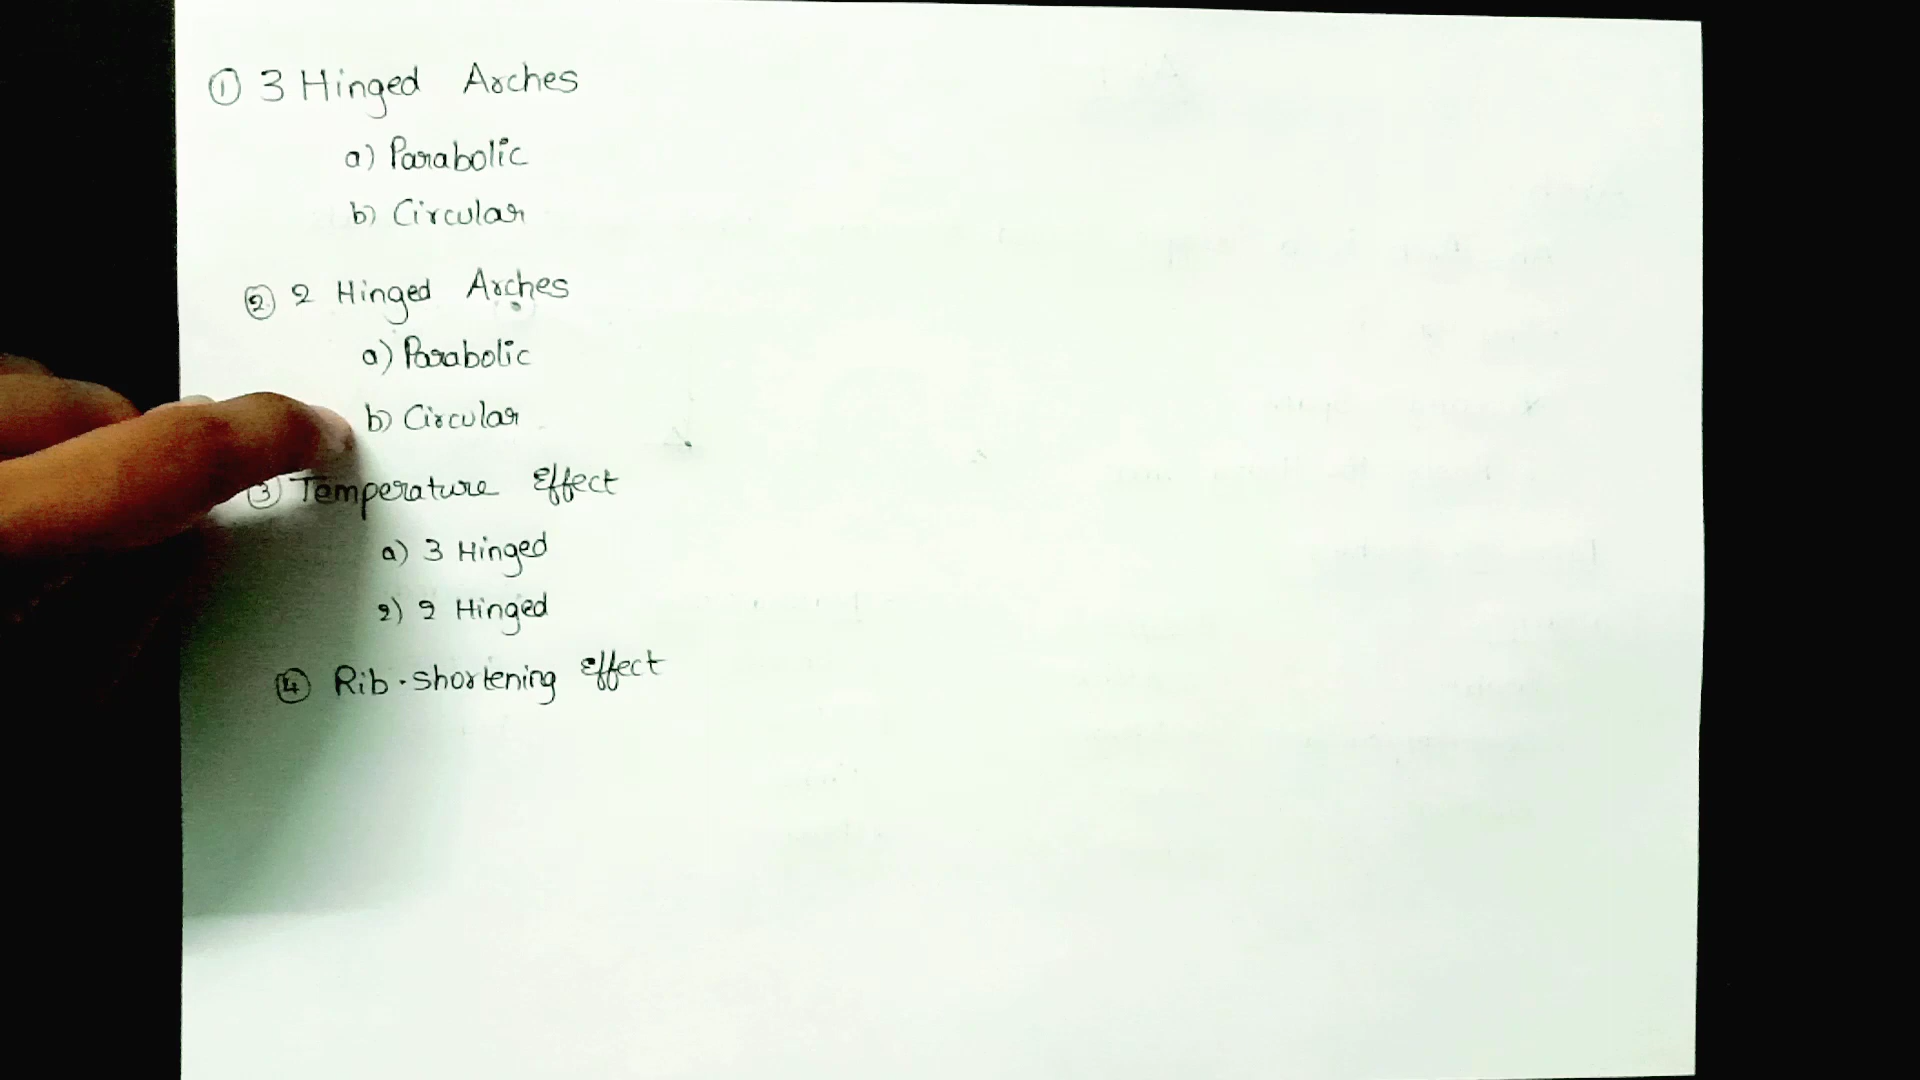 ① 3 Hinged Arches
a) Parabolic
b) Circular
② 2 Hinged Arches
a) Parabolic
b) Circular
③ Temperature Effect
a) 3 Hinged
2) 2 Hinged
④ Rib-shortening effect